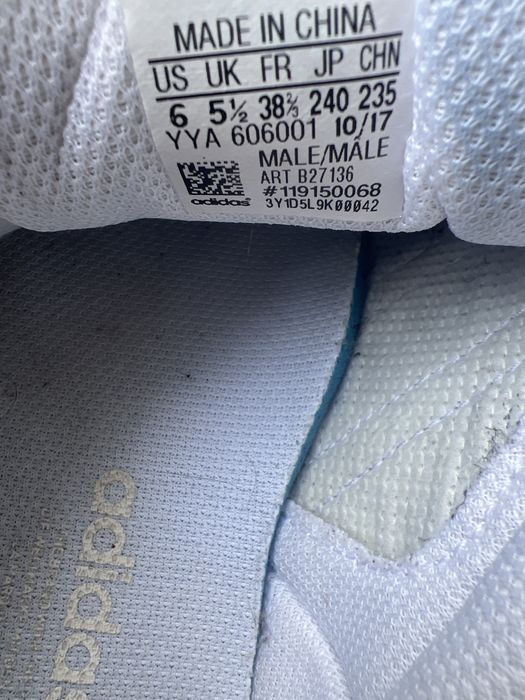 MADE IN CHINA
US UK FR JP CHN
6 5½ 38⅔ 240 235
YYA 606001 10/17
MALE/MÂLE
ART B27136
#119150068
adidas 3Y1D5L9K00042
adidas